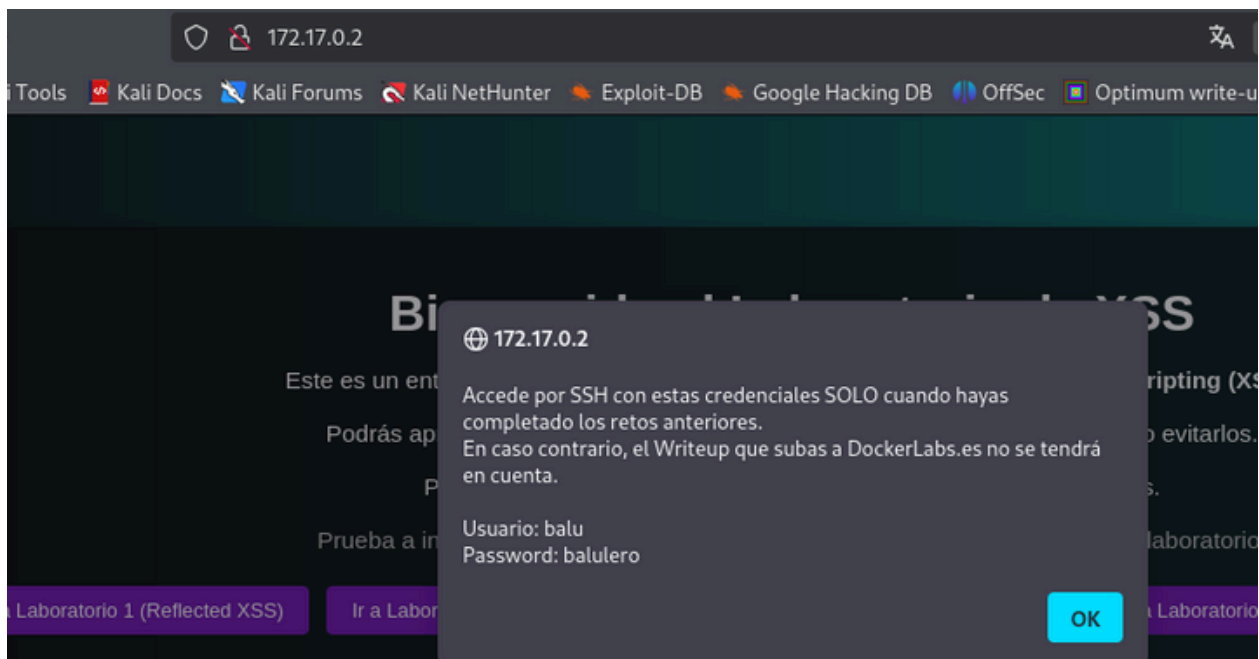 172.17.0.2
Tools Kali Docs Kali Forums Kali NetHunter Exploit-DB Google Hacking DB OffSec Optimum write-u
Bi
SS
172.17.0.2
Este es un ent
ripting (XS
Accede por SSH con estas credenciales SOLO cuando hayas
completado los retos anteriores.
Podrás ap
o evitarlos.
En caso contrario, el Writeup que subas a DockerLabs.es no se tendrá
en cuenta.
P
s.
Usuario: balu
Prueba a in
laboratorio
Password: balulero
Laboratorio 1 (Reflected XSS)
Ir a Labor
OK
a Laboratorio